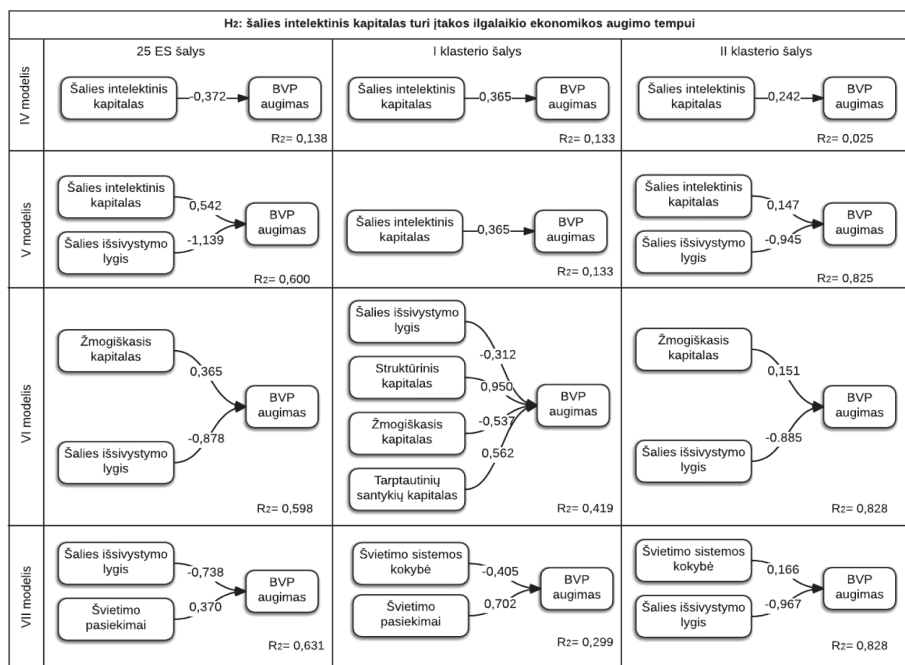 H2: šalies intelektinis kapitalas turi įtakos ilgalaikio ekonomikos augimo tempui
25 ES šalys
I klasterio šalys
II klasterio šalys
IV modelis
Šalies intelektinis
kapitalas
-0,372
BVP
augimas
R2= 0,138
Šalies intelektinis
kapitalas
0,365
BVP
augimas
R2= 0,133
Šalies intelektinis
kapitalas
0,242
BVP
augimas
R2= 0,025
V modelis
Šalies intelektinis
kapitalas
0,542
Šalies išsivystymo
lygis
-1,139
BVP
augimas
R2= 0,600
Šalies intelektinis
kapitalas
0,365
BVP
augimas
R2= 0,133
Šalies intelektinis
kapitalas
0,147
Šalies išsivystymo
lygis
-0,945
BVP
augimas
R2= 0,825
VI modelis
Žmogiškasis
kapitalas
0,365
Šalies išsivystymo
lygis
-0,878
BVP
augimas
R2= 0,598
Šalies išsivystymo
lygis
-0,312
Struktūrinis
kapitalas
0,950
Žmogiškasis
kapitalas
-0,537
Tarptautinių
santykių kapitalas
0,562
BVP
augimas
R2= 0,419
Žmogiškasis
kapitalas
0,151
Šalies išsivystymo
lygis
-0.885
BVP
augimas
R2= 0,828
VII modelis
Šalies išsivystymo
lygis
-0,738
Švietimo
pasiekimai
0,370
BVP
augimas
R2= 0,631
Švietimo sistemos
kokybė
-0,405
Švietimo
pasiekimai
0,702
BVP
augimas
R2= 0,299
Švietimo sistemos
kokybė
0,166
Šalies išsivystymo
lygis
-0,967
BVP
augimas
R2= 0,828